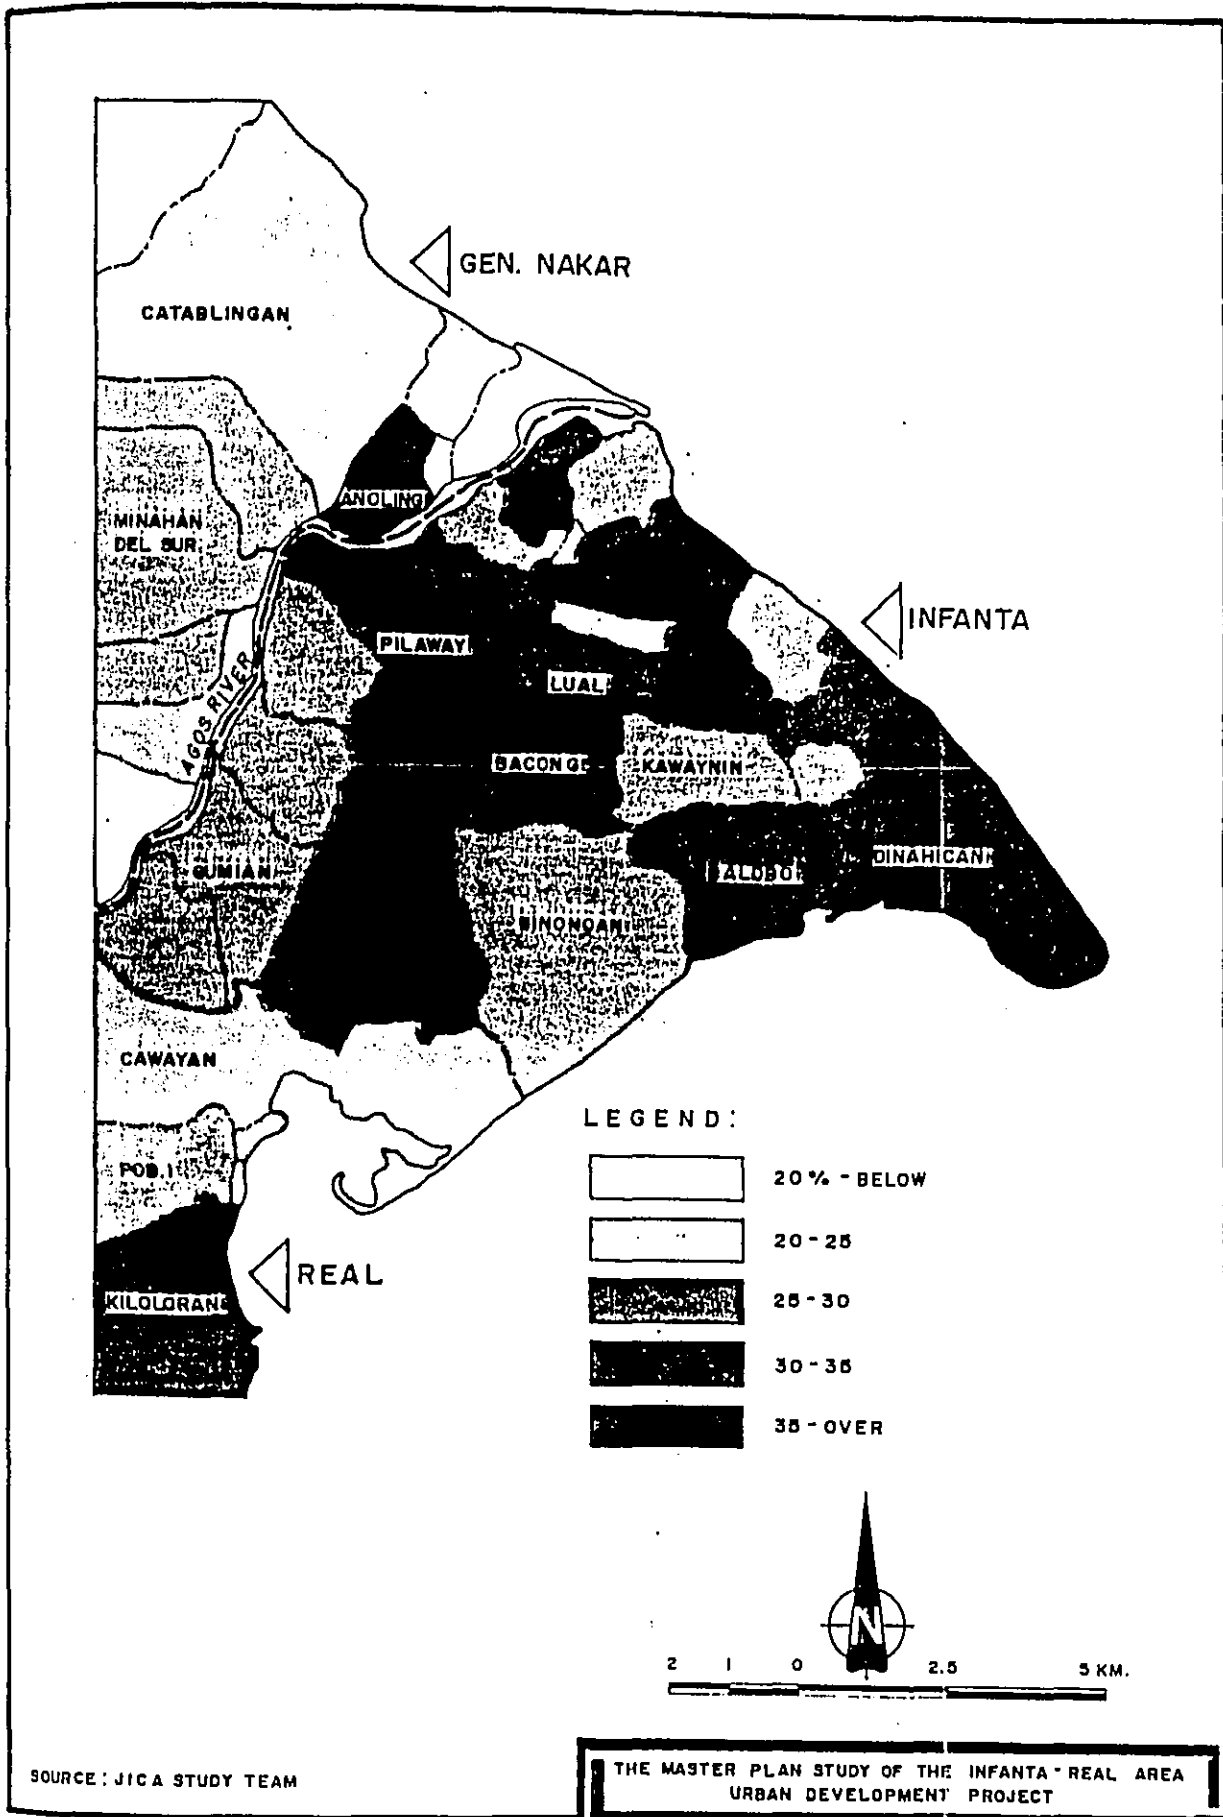 GEN. NAKAR
CATABLINGAN
ANOLING
MINAHAN
DEL SUR
INFANTA
PILAWAY
LUAL
AGOS RIVER
BACONG
KAWAYNIN
GUMIAN
DINAHICAN
ALOBO
BINONOAN
CAWAYAN
LEGEND:
POB. I
20% - BELOW
20 - 25
REAL
KILOLORAN
25 - 30
30 - 35
35 - OVER
N
2 1 0 2.5 5 KM.
SOURCE: JICA STUDY TEAM
THE MASTER PLAN STUDY OF THE INFANTA - REAL AREA
URBAN DEVELOPMENT PROJECT